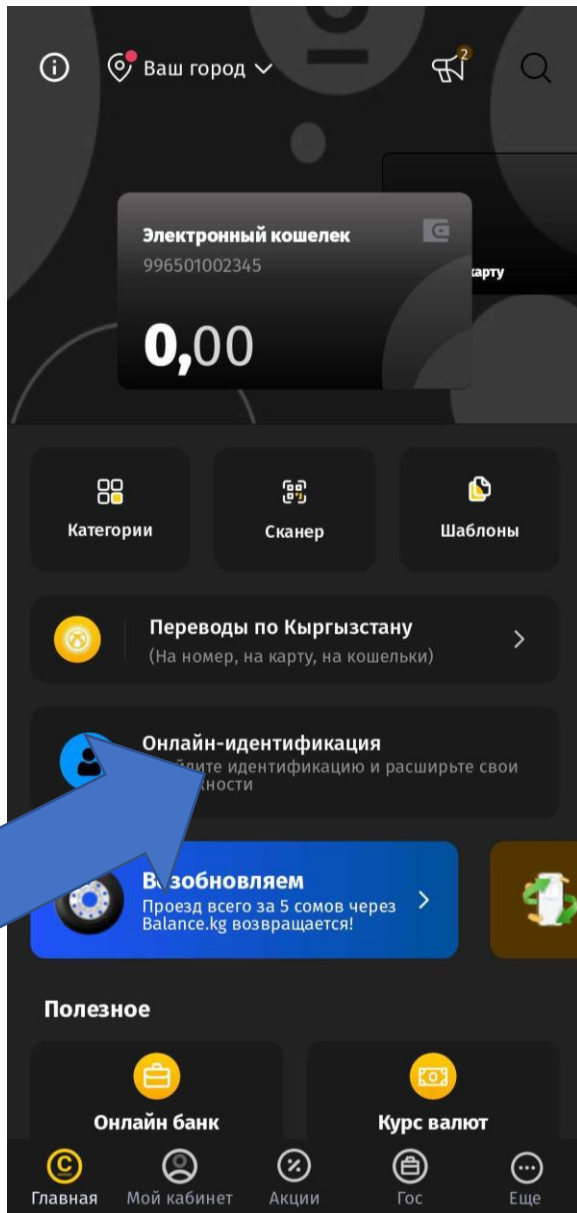 Ваш город
2
Электронный кошелек
996501002345
карту
0,00
Категории
Сканер
Шаблоны
Переводы по Кыргызстану
(На номер, на карту, на кошельки)
Онлайн-идентификация
идентификацию и расширьте свои
Возобновляем
Проезд всего за 5 сомов через
Balance.kg возвращается!
Полезное
Онлайн банк
Курс валют
Главная
Мой кабинет
Акции
Гос
Еще